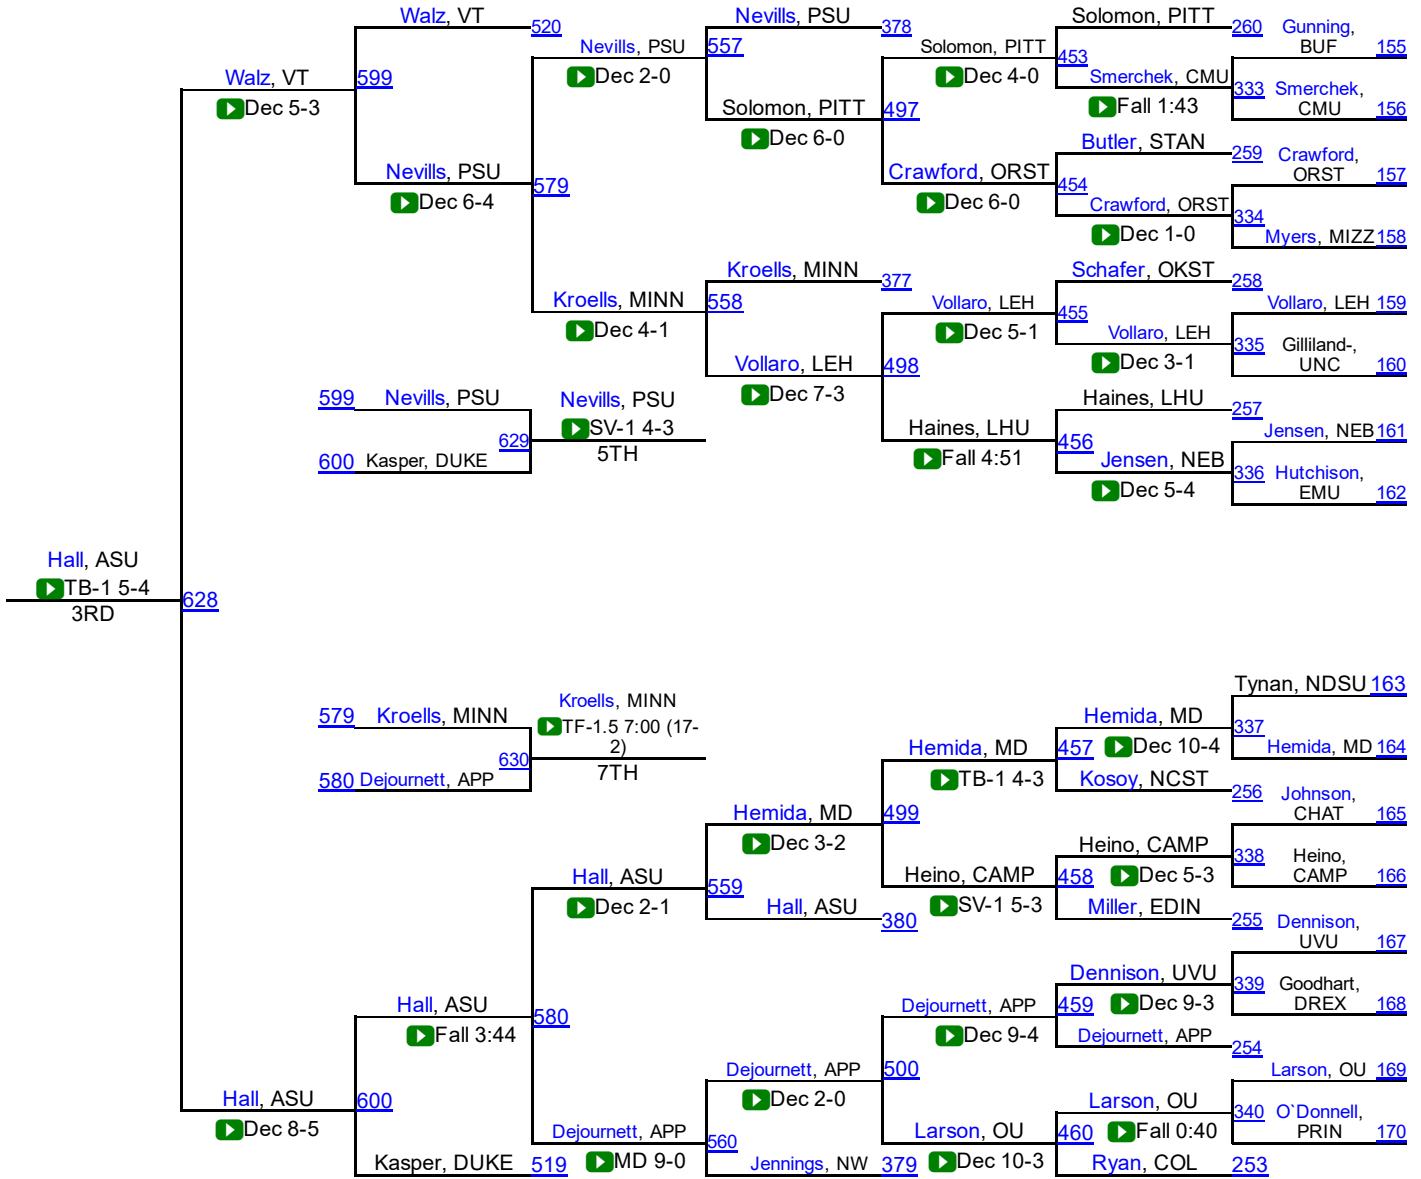 Walz, VT
520
Nevills, PSU
378
Solomon, PITT
260
Gunning,
BUF
155
Nevills, PSU
557
Solomon, PITT
453
Walz, VT
599
Dec 2-0
Dec 4-0
Smerchek, CMU
333
Smerchek,
CMU
156
Dec 5-3
Solomon, PITT
497
Fall 1:43
Dec 6-0
Butler, STAN
259
Crawford,
ORST
157
Nevills, PSU
579
Crawford, ORST
454
Dec 6-4
Dec 6-0
Crawford, ORST
334
Dec 1-0
Myers, MIZZ
158
Kroells, MINN
377
Schafer, OKST
258
Kroells, MINN
558
Vollaro, LEH
455
Vollaro, LEH
159
Dec 4-1
Dec 5-1
Vollaro, LEH
335
Gilliland-,
UNC
160
Vollaro, LEH
498
Dec 3-1
Dec 7-3
599
Nevills, PSU
Nevills, PSU
Haines, LHU
257
SV-1 4-3
629
5TH
Haines, LHU
456
Jensen, NEB
161
600
Kasper, DUKE
Fall 4:51
Jensen, NEB
336
Hutchison,
EMU
162
Dec 5-4
Hall, ASU
TB-1 5-4
3RD
628
Tynan, NDSU
163
Kroells, MINN
579
Kroells, MINN
TF-1.5 7:00 (17-
2)
Hemida, MD
337
630
7TH
Hemida, MD
457
Dec 10-4
Hemida, MD
164
580
Dejournett, APP
TB-1 4-3
Kosoy, NCST
256
Johnson,
CHAT
165
Hemida, MD
499
Dec 3-2
Heino, CAMP
338
Heino,
CAMP
166
Hall, ASU
559
Heino, CAMP
458
Dec 5-3
Dec 2-1
Hall, ASU
380
SV-1 5-3
Miller, EDIN
255
Dennison,
UVU
167
Dennison, UVU
339
Goodhart,
DREX
168
Hall, ASU
580
Dejournett, APP
459
Dec 9-3
Fall 3:44
Dec 9-4
Dejournett, APP
254
Dejournett, APP
500
Larson, OU
169
Hall, ASU
600
Dec 2-0
Larson, OU
340
O`Donnell,
PRIN
170
Dec 8-5
Dejournett, APP
560
Larson, OU
460
Fall 0:40
Kasper, DUKE
519
MD 9-0
Jennings, NW
379
Dec 10-3
Ryan, COL
253